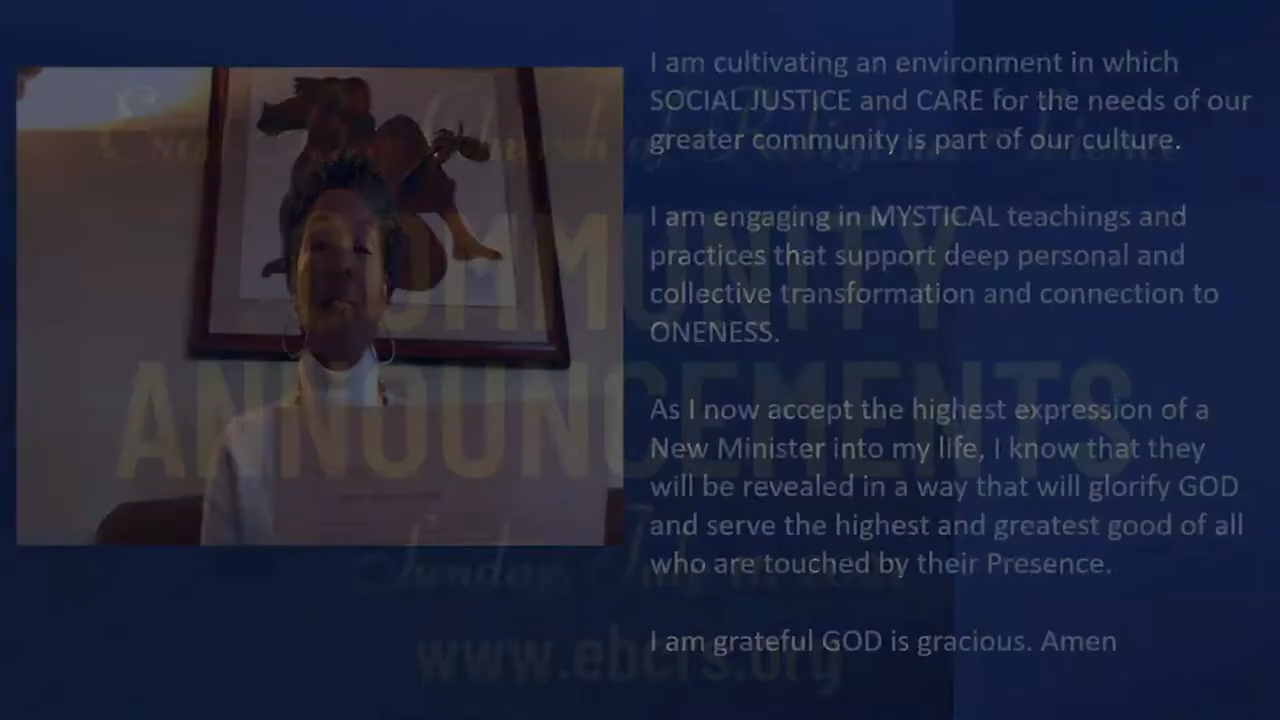 I am cultivating an environment in which
SOCIAL JUSTICE and CARE for the needs of our
greater community is part of our culture.
I am engaging in MYSTICAL teachings and
practices that support deep personal and
collective transformation and connection to
ONENESS.
As I now accept the highest expression of a
New Minister into my life, I know that they
will be revealed in a way that will glorify GOD
and serve the highest and greatest good of all
who are touched by their Presence.
I am grateful GOD is gracious. Amen
Church of Religious
COMMUNITY
ANNOUNCEMENTS
Sunday,
www.ebcrs.org